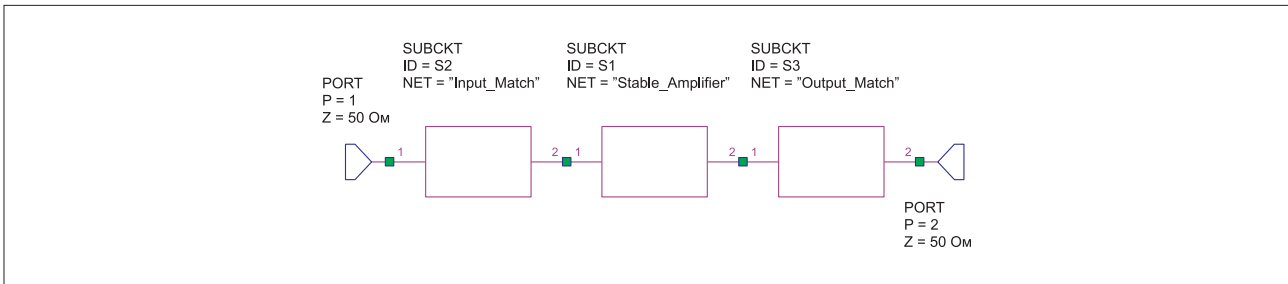 SUBCKT
ID = S2
NET = ”Input_Match”
SUBCKT
ID = S1
NET = ”Stable_Amplifier”
SUBCKT
ID = S3
NET = ”Output_Match”
PORT
P = 1
Z = 50 Ом
1
2
1
2
1
2
PORT
P = 2
Z = 50 Ом